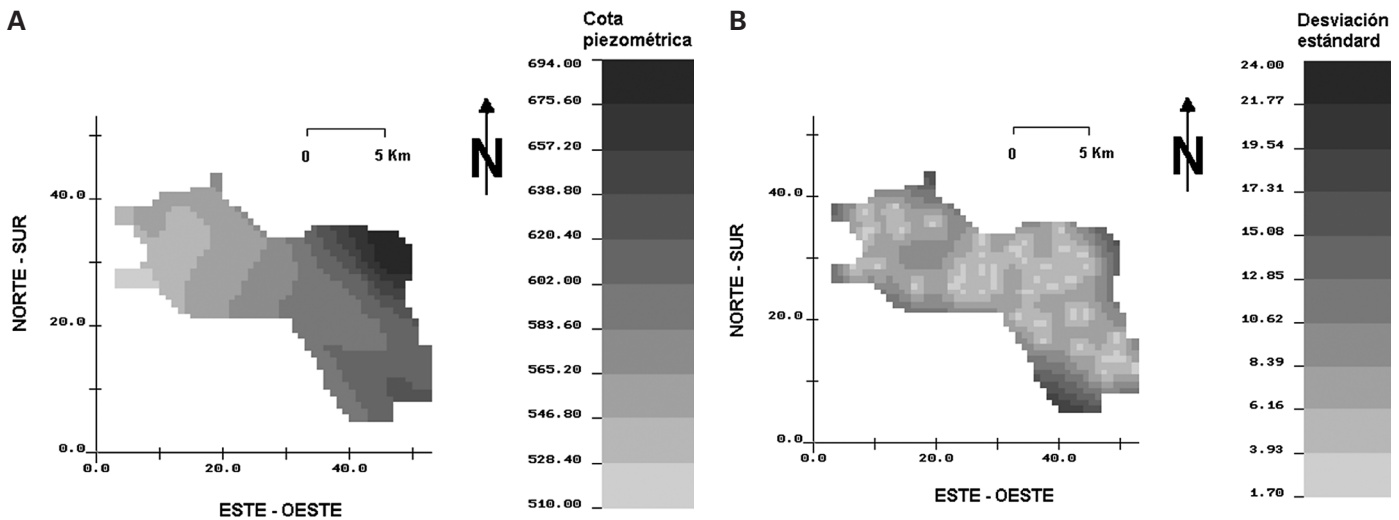 A
Cota
piezométrica
694.00
675.60
657.20
638.80
620.40
602.00
583.60
565.20
546.80
528.40
510.00
N
0 5 Km
NORTE - SUR
40.0
20.0
0.0
0.0 20.0 40.0
ESTE - OESTE
B
Desviación
estándard
24.00
21.77
19.54
17.31
15.08
12.85
10.62
8.39
6.16
3.93
1.70
N
0 5 Km
NORTE - SUR
40.0
20.0
0.0
0.0 20.0 40.0
ESTE - OESTE